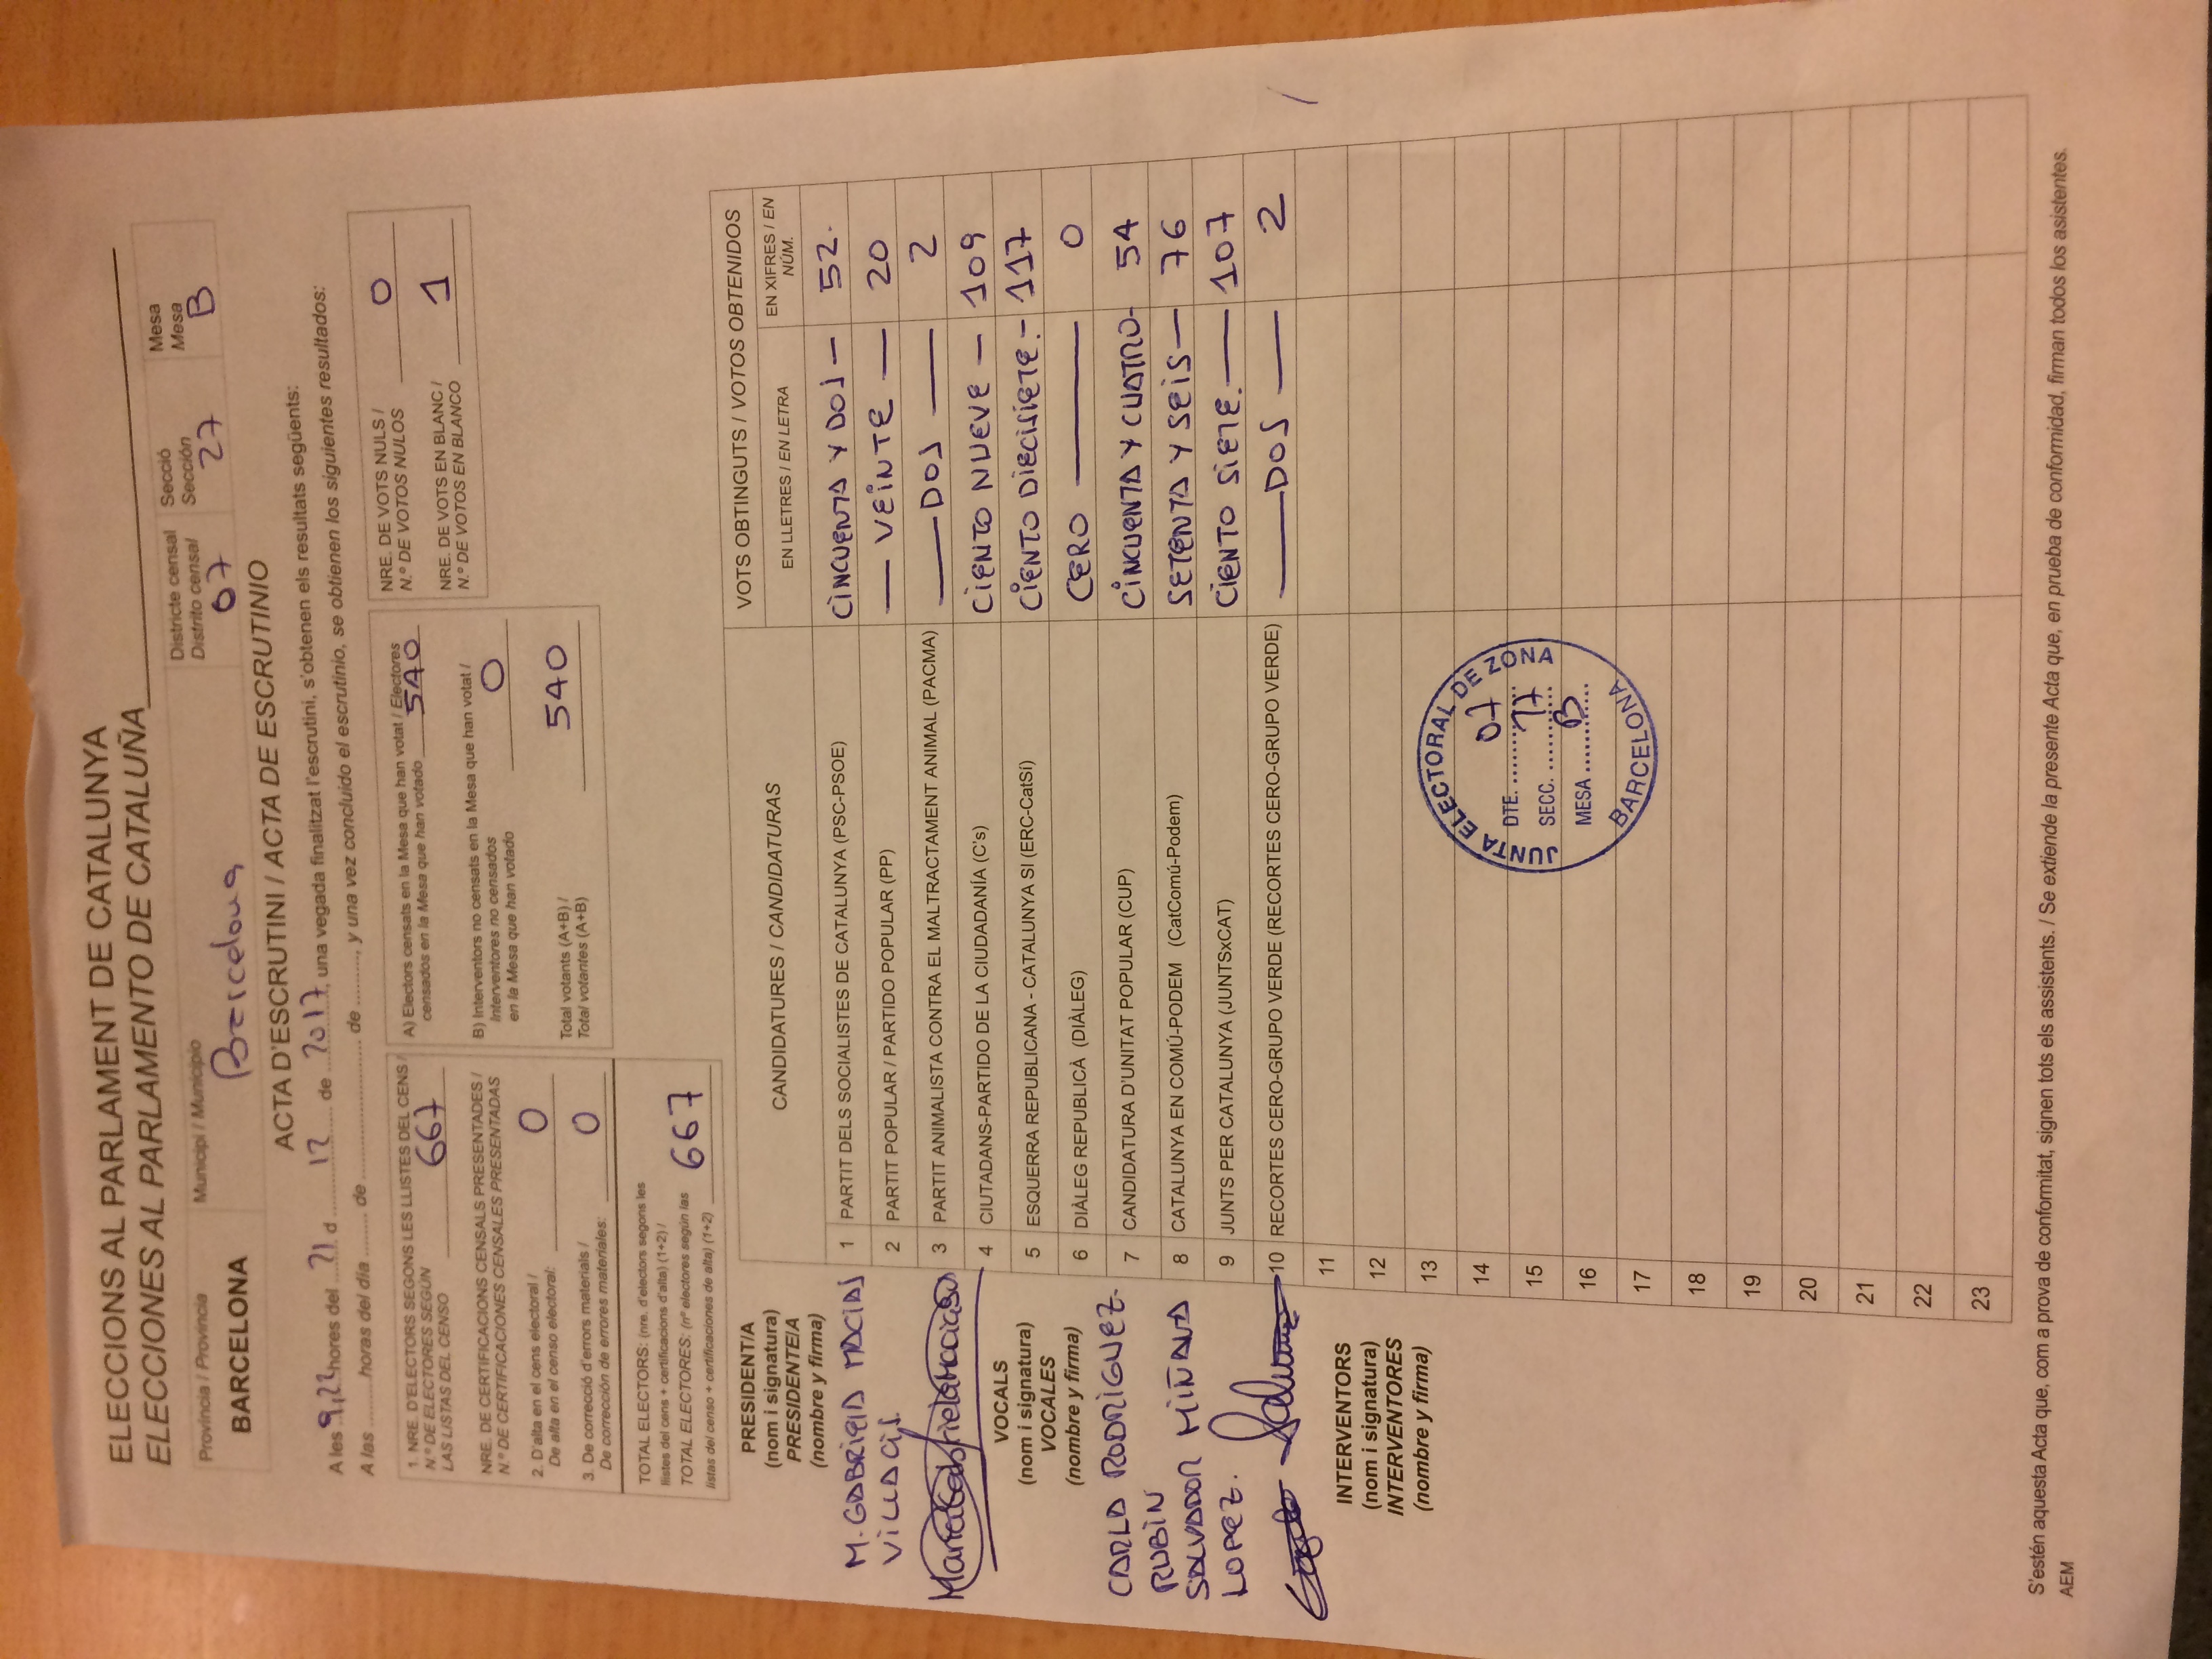 ELECCIONS AL PARLAMENT DE CATALUNYA
ELECCIONES AL PARLAMENTO DE CATALUÑA
Província / Provincia
BARCELONA
Municipi / Municipio
Barcelona
Districte censal
Distrito censal
07
Secció
Sección
27
Mesa
Mesa
B
ACTA D'ESCRUTINI / ACTA DE ESCRUTINIO
A les 9,22 hores del 21 d 12 de 2017, una vegada finalitzat l'escrutini, s'obtenen els resultats següents:
A las horas del día de de , y una vez concluido el escrutinio, se obtienen los siguientes resultados:
1. NRE. D'ELECTORS SEGONS LES LLISTES DEL CENS /
N.º DE ELECTORES SEGÚN
LAS LISTAS DEL CENSO 667
NRE. DE CERTIFICACIONS CENSALS PRESENTADES /
N.º DE CERTIFICACIONES CENSALES PRESENTADAS
2. D'alta en el cens electoral /
De alta en el censo electoral: 0
3. De correcció d'errors materials /
De corrección de errores materiales: 0
TOTAL ELECTORS: (nre. d'electors segons les
llistes del cens + certificacions d'alta) (1+2) /
TOTAL ELECTORES: (nº electores según las
listas del censo + certificaciones de alta) (1+2) 667
A) Electors censats en la Mesa que han votat / Electores
censados en la Mesa que han votado 540
B) Interventors no censats en la Mesa que han votat /
Interventores no censados
en la Mesa que han votado 0
Total votants (A+B) /
Total votantes (A+B) 540
NRE. DE VOTS NULS /
N.º DE VOTOS NULOS 0
NRE. DE VOTS EN BLANC /
N.º DE VOTOS EN BLANCO 1
PRESIDENT/A
(nom i signatura)
PRESIDENTE/A
(nombre y firma)
M. GABRIELA MACIAS
VILLACIS.
Maria Gabriela Macias
VOCALS
(nom i signatura)
VOCALES
(nombre y firma)
CARLA RODRIGUEZ.
RUBIN
SALVADOR MIÑANA
LOPEZ.
INTERVENTORS
(nom i signatura)
INTERVENTORES
(nombre y firma)
CANDIDATURES / CANDIDATURAS
VOTS OBTINGUTS / VOTOS OBTENIDOS
EN LLETRES / EN LETRA
EN XIFRES / EN NÚM.
1 PARTIT DELS SOCIALISTES DE CATALUNYA (PSC-PSOE) CINCUENTA Y DOS — 52.
2 PARTIT POPULAR / PARTIDO POPULAR (PP) — VEINTE — 20
3 PARTIT ANIMALISTA CONTRA EL MALTRACTAMENT ANIMAL (PACMA) — DOS — 2
4 CIUTADANS-PARTIDO DE LA CIUDADANÍA (C's) CIENTO NUEVE — 109
5 ESQUERRA REPUBLICANA - CATALUNYA SI (ERC-CatSí) CIENTO DIECISIETE.- 117
6 DIÀLEG REPUBLICÀ (DIÀLEG) CERO — 0
7 CANDIDATURA D'UNITAT POPULAR (CUP) CINCUENTA Y CUATRO- 54
8 CATALUNYA EN COMÚ-PODEM (CatComú-Podem) SETENTA Y SEIS — 76
9 JUNTS PER CATALUNYA (JUNTSxCAT) CIENTO SIETE. — 107
10 RECORTES CERO-GRUPO VERDE (RECORTES CERO-GRUPO VERDE) — DOS — 2
11
12
13
14
15
16
17
18
19
20
21
22
23
JUNTA ELECTORAL DE ZONA
DTE. 07
SECC.
MESA B
BARCELONA
S'estén aquesta Acta que, com a prova de conformitat, signen tots els assistents. / Se extiende la presente Acta que, en prueba de conformidad, firman todos los asistentes.
AEM